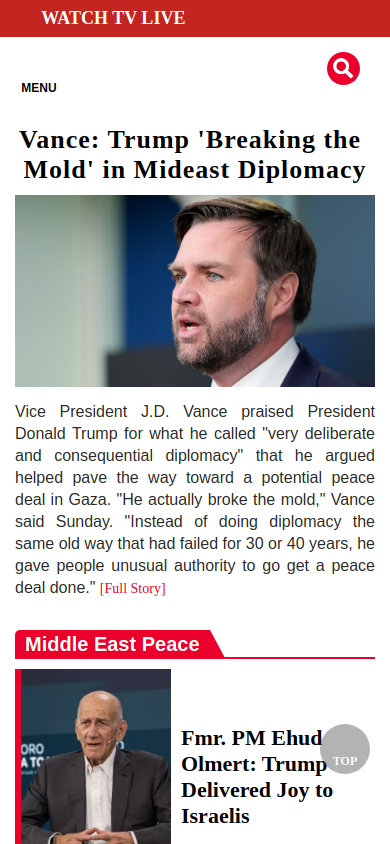 WATCH TV LIVE
MENU
Vance: Trump 'Breaking the
Mold' in Mideast Diplomacy
Vice President J.D. Vance praised President
Donald Trump for what he called "very deliberate
and consequential diplomacy" that he argued
helped pave the way toward a potential peace
deal in Gaza. "He actually broke the mold," Vance
said Sunday. "Instead of doing diplomacy the
same old way that had failed for 30 or 40 years, he
gave people unusual authority to go get a peace
deal done." [Full Story]
Middle East Peace
Fmr. PM Ehud
Olmert: Trump
Delivered Joy to
Israelis
TOP